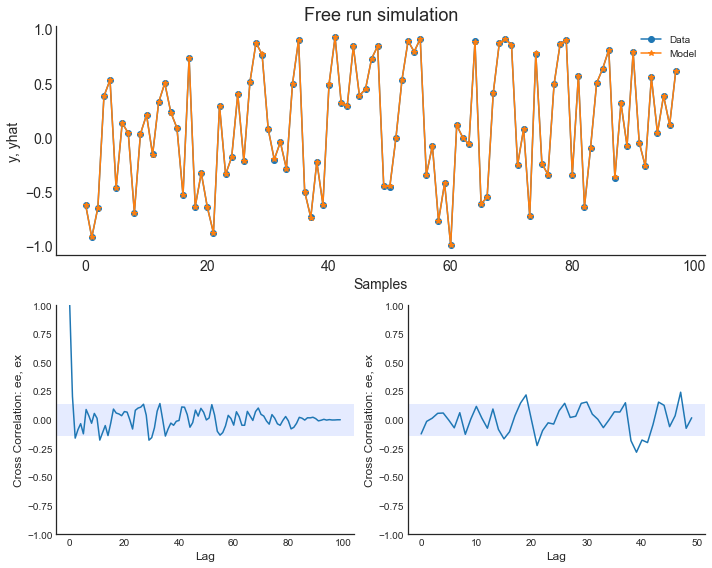 Free run simulation
Data
Model
y, yhat
1.0
0.5
0.0
−0.5
−1.0
0 20 40 60 80 100
Samples
Cross Correlation: ee, ex
1.00
0.75
0.50
0.25
0.00
−0.25
−0.50
−0.75
−1.00
0 20 40 60 80 100
Lag
Cross Correlation: ee, ex
1.00
0.75
0.50
0.25
0.00
−0.25
−0.50
−0.75
−1.00
0 10 20 30 40 50
Lag